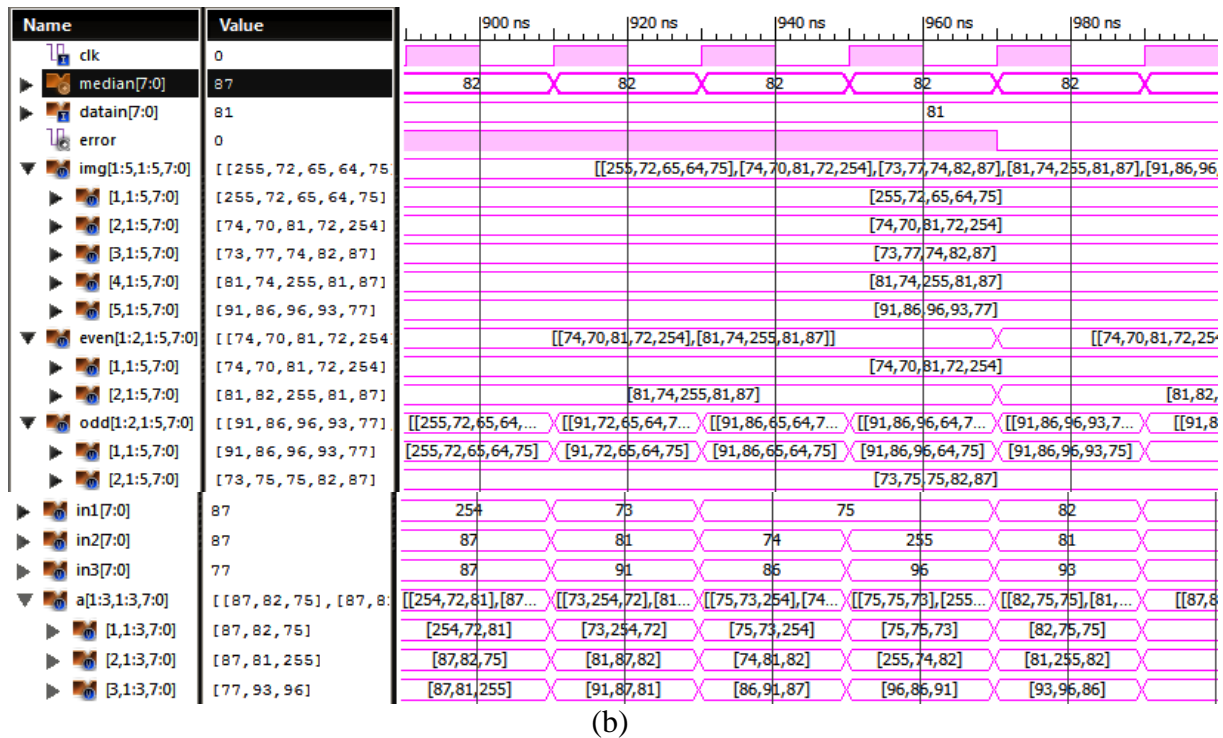 Name Value 900 ns 920 ns 940 ns 960 ns 980 ns
clk 0
median[7:0] 87 82 82 82 82 82
datain[7:0] 81 81
error 0
img[1:5,1:5,7:0] [[255,72,65,64,75 [[255,72,65,64,75],[74,70,81,72,254],[73,77,74,82,87],[81,74,255,81,87],[91,86,96,
[1,1:5,7:0] [255,72,65,64,75] [255,72,65,64,75]
[2,1:5,7:0] [74,70,81,72,254] [74,70,81,72,254]
[3,1:5,7:0] [73,77,74,82,87] [73,77,74,82,87]
[4,1:5,7:0] [81,74,255,81,87] [81,74,255,81,87]
[5,1:5,7:0] [91,86,96,93,77] [91,86,96,93,77]
even[1:2,1:5,7:0] [[74,70,81,72,254 [[74,70,81,72,254],[81,74,255,81,87]] [[74,70,81,72,254
[1,1:5,7:0] [74,70,81,72,254] [74,70,81,72,254]
[2,1:5,7:0] [81,82,255,81,87] [81,74,255,81,87] [81,82,
odd[1:2,1:5,7:0] [[91,86,96,93,77] [[255,72,65,64,... [[91,72,65,64,7... [[91,86,65,64,7... [[91,86,96,64,7... [[91,86,96,93,7... [[91,8
[1,1:5,7:0] [91,86,96,93,77] [255,72,65,64,75] [91,72,65,64,75] [91,86,65,64,75] [91,86,96,64,75] [91,86,96,93,75]
[2,1:5,7:0] [73,75,75,82,87] [73,75,75,82,87]
in1[7:0] 87 254 73 75 82
in2[7:0] 87 87 81 74 255 81
in3[7:0] 77 87 91 86 96 93
a[1:3,1:3,7:0] [[87,82,75],[87,8 [[254,72,81],[87... [[73,254,72],[81... [[75,73,254],[74... [[75,75,73],[255... [[82,75,75],[81,... [[87,8
[1,1:3,7:0] [87,82,75] [254,72,81] [73,254,72] [75,73,254] [75,75,73] [82,75,75]
[2,1:3,7:0] [87,81,255] [87,82,75] [81,87,82] [74,81,82] [255,74,82] [81,255,82]
[3,1:3,7:0] [77,93,96] [87,81,255] [91,87,81] [86,91,87] [96,86,91] [93,96,86]
(b)